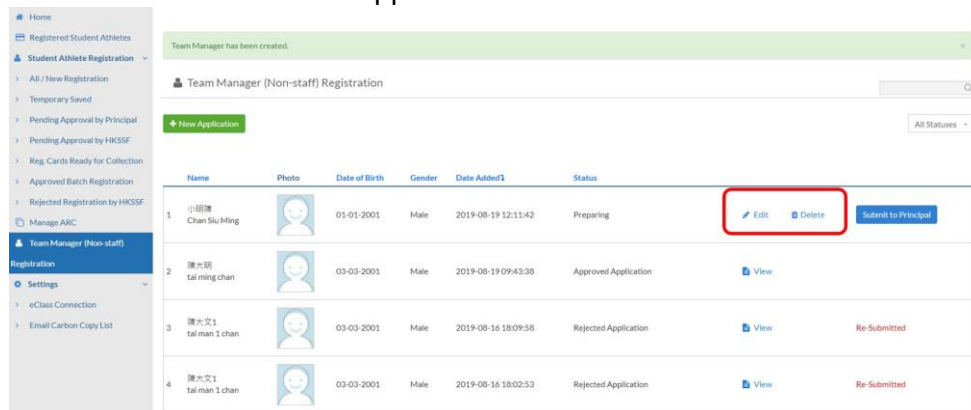 Home
Registered Student Athletes
Student Athlete Registration
All / New Registration
Temporary Saved
Pending Approval by Principal
Pending Approval by HKSSF
Reg. Cards Ready for Collection
Approved Batch Registration
Rejected Registration by HKSSF
Manage ARC
Team Manager (Non-staff)
Registration
Settings
eClass Connection
Email Carbon Copy List
Team Manager has been created.
Team Manager (Non-staff) Registration
+ New Application
All Statuses
Name Photo Date of Birth Gender Date Added Status
1 小明陳 Chan Siu Ming 01-01-2001 Male 2019-08-19 12:11:42 Preparing Edit Delete Submit to Principal
2 陳大明 tai ming chan 03-03-2001 Male 2019-08-19 09:43:38 Approved Application View
3 陳大文1 tai man 1 chan 03-03-2001 Male 2019-08-16 18:09:58 Rejected Application View Re-Submitted
4 陳大文1 tai man 1 chan 03-03-2001 Male 2019-08-16 18:02:53 Rejected Application View Re-Submitted